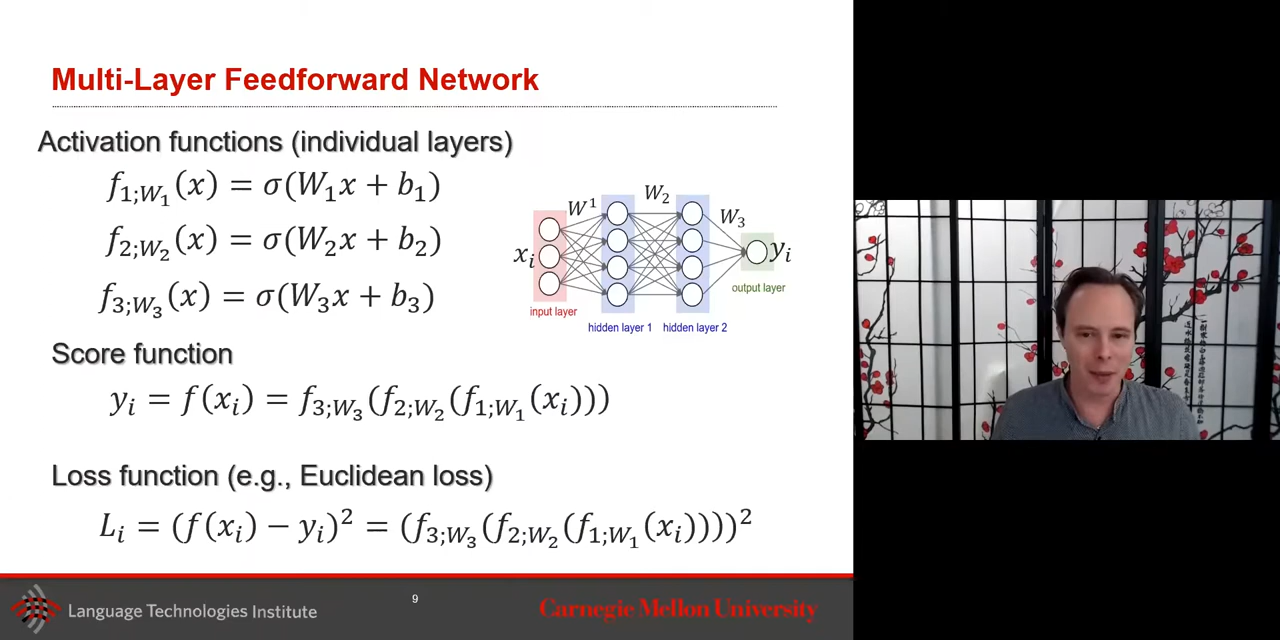 Multi-Layer Feedforward Network
Activation functions (individual layers)
f₁;W₁(x) = σ(W₁x + b₁)
f₂;W₂(x) = σ(W₂x + b₂)
f₃;W₃(x) = σ(W₃x + b₃)
W¹
W₂
W₃
xᵢ
yᵢ
input layer
hidden layer 1
hidden layer 2
output layer
Score function
yᵢ = f(xᵢ) = f₃;W₃(f₂;W₂(f₁;W₁(xᵢ)))
Loss function (e.g., Euclidean loss)
Lᵢ = (f(xᵢ) − yᵢ)² = (f₃;W₃(f₂;W₂(f₁;W₁(xᵢ))))²
Language Technologies Institute
9
Carnegie Mellon University